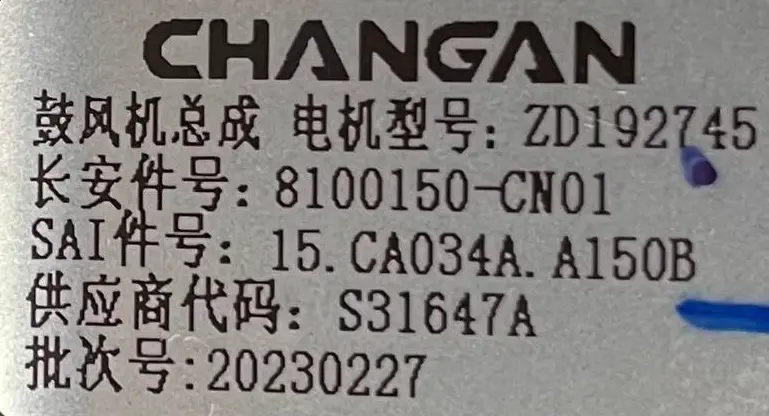 CHANGAN
鼓风机总成 电机型号: ZD192745
长安件号: 8100150-CN01
SAI件号: 15.CA034A.A150B
供应商代码: S31647A
批次号:20230227